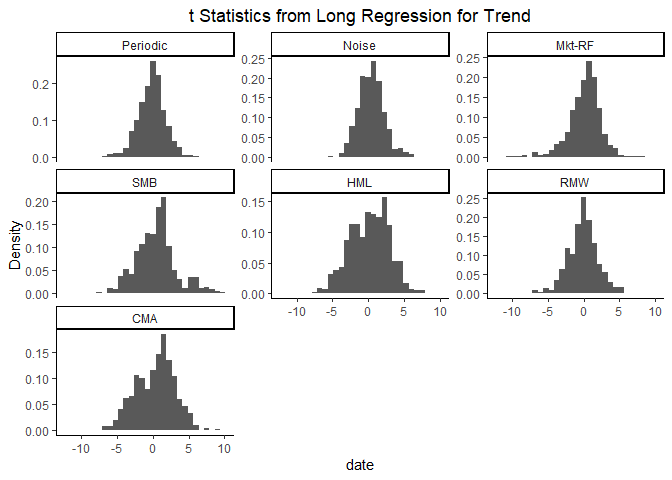 t Statistics from Long Regression for Trend
Periodic Noise Mkt-RF
0.2 0.25 0.25
0.20 0.20
0.15 0.15
0.1 0.10 0.10
0.05 0.05
0.0 0.00 0.00
SMB HML RMW
0.20 0.15 0.25
0.15 0.20
0.10 0.10 0.15
0.05 0.05 0.10
0.05
0.00 0.00 0.00
-10 -5 0 5 10 -10 -5 0 5 10
CMA
0.15
0.10
0.05
0.00
-10 -5 0 5 10
Density
date